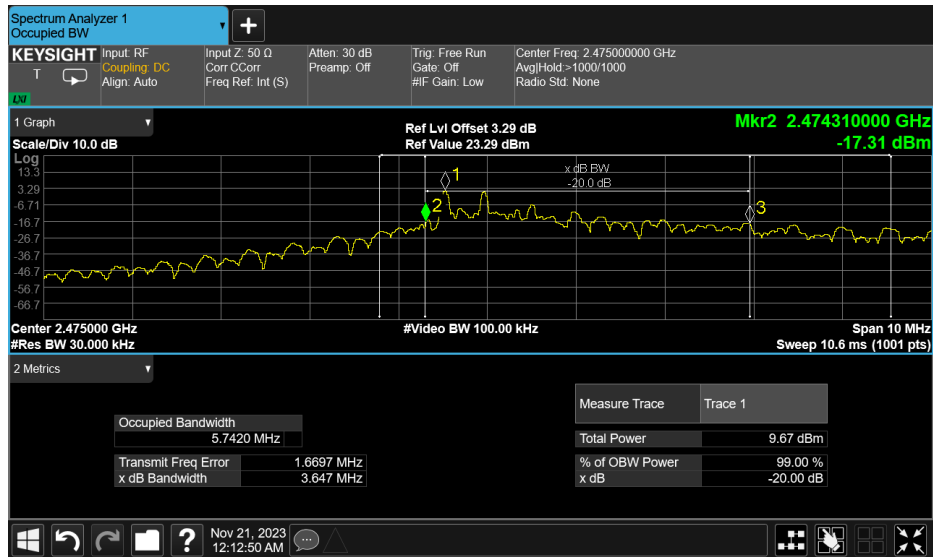 Spectrum Analyzer 1
Occupied BW
+
KEYSIGHT
T
LXI
Input: RF
Coupling: DC
Align: Auto
Input Z: 50 Ω
Corr CCorr
Freq Ref: Int (S)
Atten: 30 dB
Preamp: Off
Trig: Free Run
Gate: Off
#IF Gain: Low
Center Freq: 2.475000000 GHz
Avg|Hold:>1000/1000
Radio Std: None
1 Graph
Scale/Div 10.0 dB
Ref Lvl Offset 3.29 dB
Ref Value 23.29 dBm
Mkr2 2.474310000 GHz
-17.31 dBm
Log
13.3
3.29
-6.71
-16.7
-26.7
-36.7
-46.7
-56.7
-66.7
x dB BW
-20.0 dB
1
2
3
Center 2.475000 GHz
#Res BW 30.000 kHz
#Video BW 100.00 kHz
Span 10 MHz
Sweep 10.6 ms (1001 pts)
2 Metrics
Occupied Bandwidth
5.7420 MHz
Transmit Freq Error 1.6697 MHz
x dB Bandwidth 3.647 MHz
Measure Trace Trace 1
Total Power 9.67 dBm
% of OBW Power 99.00 %
x dB -20.00 dB
?
Nov 21, 2023
12:12:50 AM